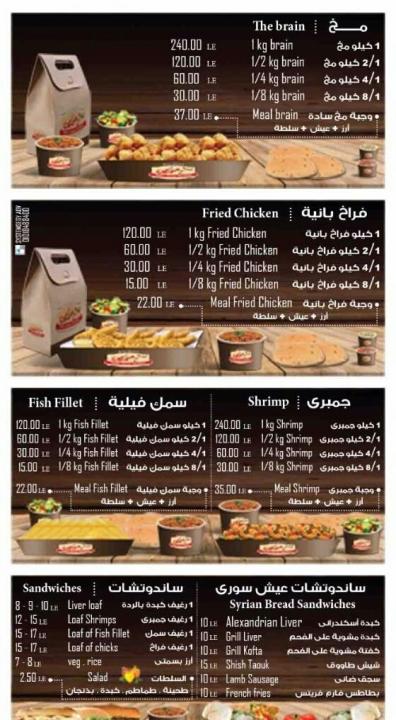 The brain مـخ
240.00 LE 1 kg brain 1 كيلو مخ
120.00 LE 1/2 kg brain 1/2 كيلو مخ
60.00 LE 1/4 kg brain 1/4 كيلو مخ
30.00 LE 1/8 kg brain 1/8 كيلو مخ
37.00 LE Meal brain وجبة مخ سادة
أرز + عيش + سلطة
Fried Chicken فراخ بانية
120.00 LE 1 kg Fried Chicken 1 كيلو فراخ بانية
60.00 LE 1/2 kg Fried Chicken 1/2 كيلو فراخ بانية
30.00 LE 1/4 kg Fried Chicken 1/4 كيلو فراخ بانية
15.00 LE 1/8 kg Fried Chicken 1/8 كيلو فراخ بانية
22.00 LE Meal Fried Chicken وجبة فراخ بانية
أرز + عيش + سلطة
Fish Fillet سمك فيلية
120.00 LE 1 kg Fish Fillet 1 كيلو سمك فيلية
60.00 LE 1/2 kg Fish Fillet 1/2 كيلو سمك فيلية
30.00 LE 1/4 kg Fish Fillet 1/4 كيلو سمك فيلية
15.00 LE 1/8 kg Fish Fillet 1/8 كيلو سمك فيلية
22.00 LE Meal Fish Fillet وجبة سمك فيلية
أرز + عيش + سلطة
Shrimp جمبرى
240.00 LE 1 kg Shrimp 1 كيلو جمبرى
120.00 LE 1/2 kg Shrimp 1/2 كيلو جمبرى
60.00 LE 1/4 kg Shrimp 1/4 كيلو جمبرى
30.00 LE 1/8 kg Shrimp 1/8 كيلو جمبرى
35.00 LE Meal Shrimp وجبة جمبرى
أرز + عيش + سلطة
Sandwiches ساندوتشات
8 - 9 - 10 LE Liver loaf 1 رغيف كبدة بالردة
12 - 15 LE Loaf Shrimps 1 رغيف جمبرى
15 - 17 LE Loaf of Fish Fillet 1 رغيف سمك
15 - 17 LE Loaf of chicks 1 رغيف فراخ
7 - 8 LE veg . rice أرز بسمتى
2.50 LE Salad السلطات
طحينة . طماطم . كبدة . بذنجان
ساندوتشات عيش سورى
Syrian Bread Sandwiches
10 LE Alexandrian Liver كبدة أسكندرانى
10 LE Grill Liver كبدة مشوية على الفحم
10 LE Grill Kofta كفتة مشوية على الفحم
15 LE Shish Taouk شيش طاووق
10 LE Lamb Sausage سجق ضانى
10 LE French fries بطاطس فارم فريتس